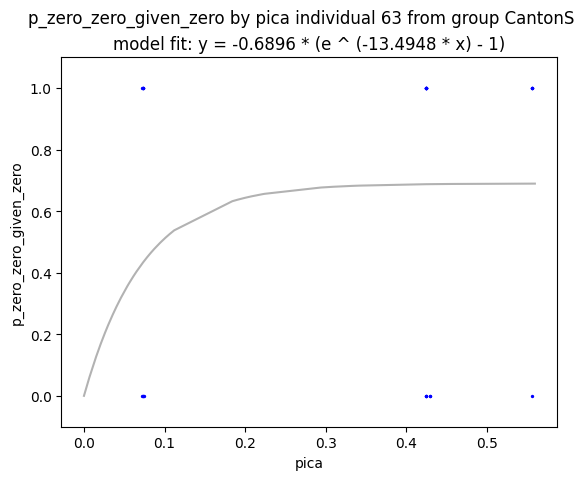 p_zero_zero_given_zero by pica individual 63 from group CantonS
model fit: y = -0.6896 * (e ^ (-13.4948 * x) - 1)
p_zero_zero_given_zero
1.0
0.8
0.6
0.4
0.2
0.0
0.0 0.1 0.2 0.3 0.4 0.5
pica